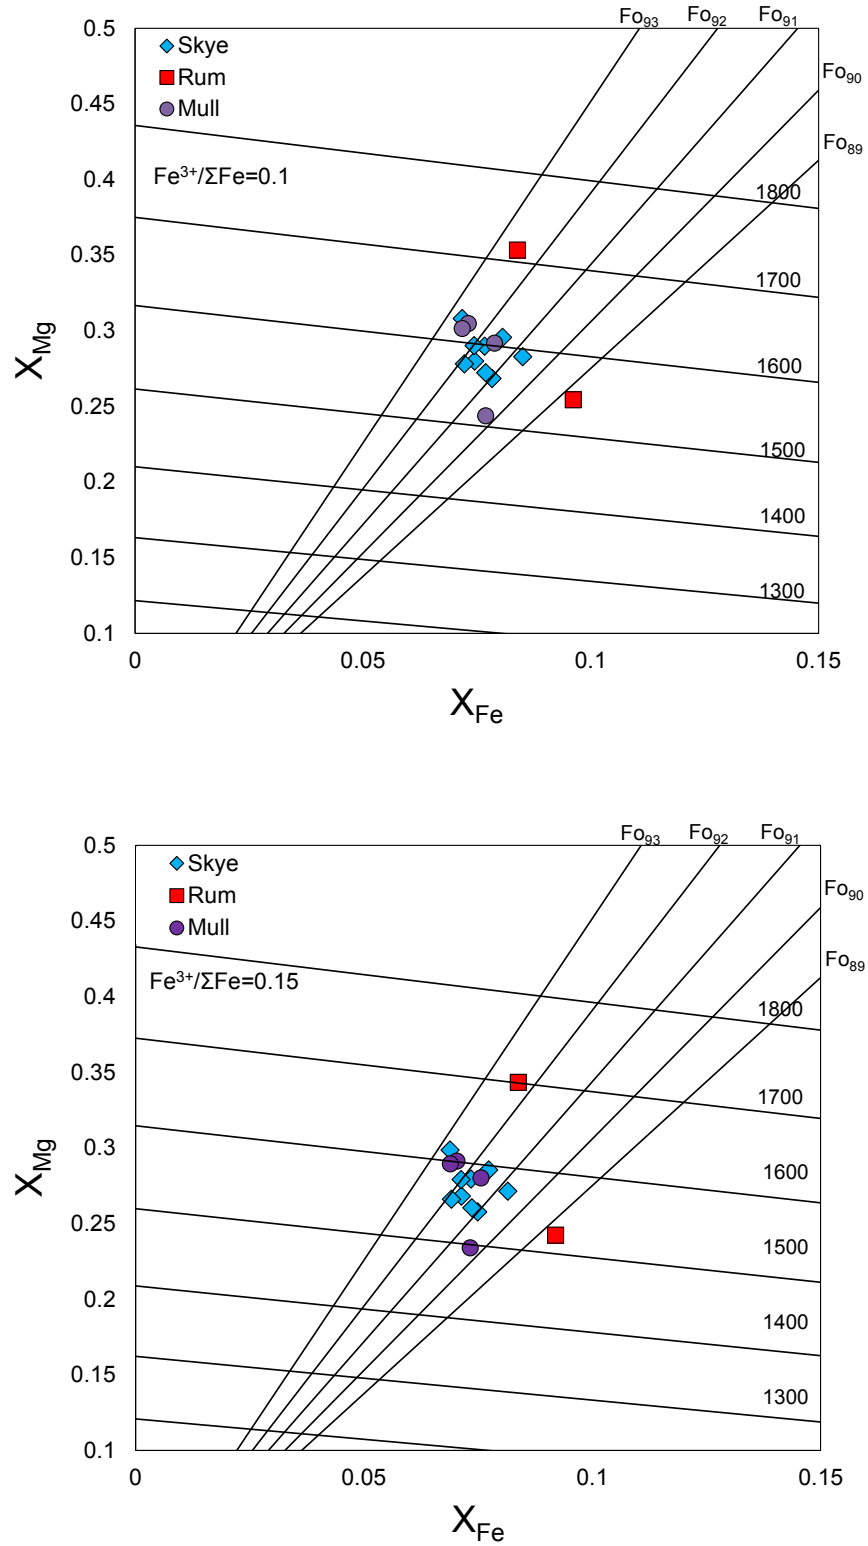 Fo₉₃ Fo₉₂ Fo₉₁
0.5
Skye
Rum
Mull
Fo₉₀
0.45
Fo₈₉
0.4
Fe³⁺/ΣFe=0.1
1800
0.35
1700
X_Mg
0.3
1600
0.25
1500
0.2
1400
0.15
1300
0.1
0 0.05 0.1 0.15
X_Fe
Fo₉₃ Fo₉₂ Fo₉₁
0.5
Skye
Rum
Mull
Fo₉₀
0.45
Fo₈₉
Fe³⁺/ΣFe=0.15
0.4
1800
0.35
1700
X_Mg
0.3
1600
0.25
1500
0.2
1400
0.15
1300
0.1
0 0.05 0.1 0.15
X_Fe